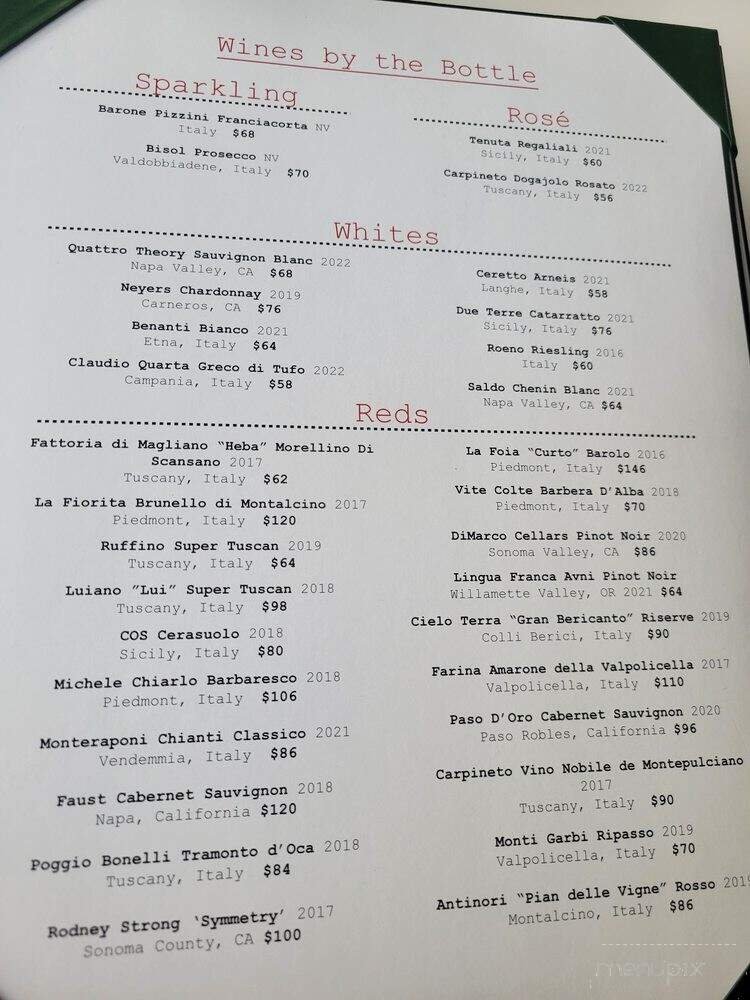 Wines by the Bottle
Sparkling
Barone Pizzini Franciacorta NV
Italy $68
Bisol Prosecco NV
Valdobbiadene, Italy $70
Rosé
Tenuta Regaliali 2021
Sicily, Italy $60
Carpineto Dogajolo Rosato 2022
Tuscany, Italy $56
Whites
Quattro Theory Sauvignon Blanc 2022
Napa Valley, CA $68
Neyers Chardonnay 2019
Carneros, CA $76
Benanti Bianco 2021
Etna, Italy $64
Claudio Quarta Greco di Tufo 2022
Campania, Italy $58
Ceretto Arneis 2021
Langhe, Italy $58
Due Terre Catarratto 2021
Sicily, Italy $76
Roeno Riesling 2016
Italy $60
Saldo Chenin Blanc 2021
Napa Valley, CA $64
Reds
Fattoria di Magliano "Heba" Morellino Di
Scansano 2017
Tuscany, Italy $62
La Fiorita Brunello di Montalcino 2017
Piedmont, Italy $120
Ruffino Super Tuscan 2019
Tuscany, Italy $64
Luiano "Lui" Super Tuscan 2018
Tuscany, Italy $98
COS Cerasuolo 2018
Sicily, Italy $80
Michele Chiarlo Barbaresco 2018
Piedmont, Italy $106
Monteraponi Chianti Classico 2021
Vendemmia, Italy $86
Faust Cabernet Sauvignon 2018
Napa, California $120
Poggio Bonelli Tramonto d'Oca 2018
Tuscany, Italy $84
Rodney Strong 'Symmetry' 2017
Sonoma County, CA $100
La Foia "Curto" Barolo 2016
Piedmont, Italy $146
Vite Colte Barbera D'Alba 2018
Piedmont, Italy $70
DiMarco Cellars Pinot Noir 2020
Sonoma Valley, CA $86
Lingua Franca Avni Pinot Noir
Willamette Valley, OR 2021 $64
Cielo Terra "Gran Bericanto" Riserve 2019
Colli Berici, Italy $90
Farina Amarone della Valpolicella 2017
Valpolicella, Italy $110
Paso D'Oro Cabernet Sauvignon 2020
Paso Robles, California $96
Carpineto Vino Nobile de Montepulciano
2017
Tuscany, Italy $90
Monti Garbi Ripasso 2019
Valpolicella, Italy $70
Antinori "Pian delle Vigne" Rosso 2019
Montalcino, Italy $86
menupix